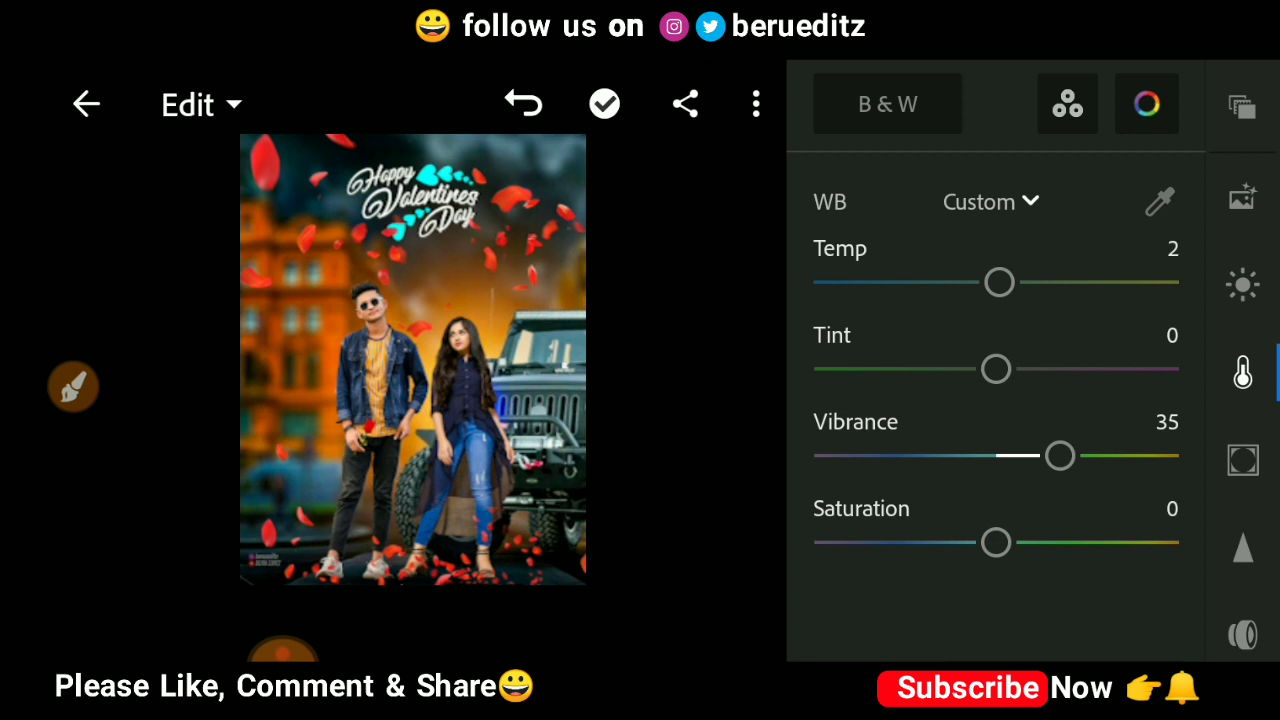 😀 follow us on berueditz
Edit
B & W
Happy
Valentines
Day
WB Custom
Temp 2
Tint 0
Vibrance 35
Saturation 0
Please Like, Comment & Share😀
Subscribe Now 👉🔔